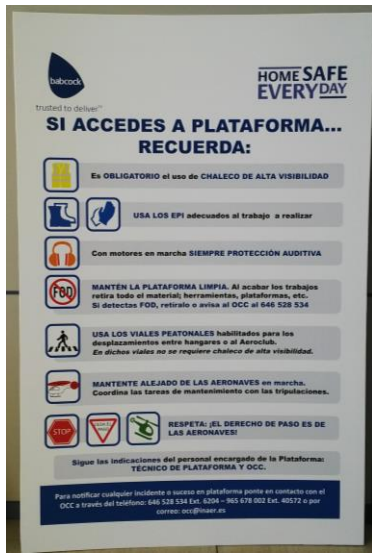 babcock
trusted to deliver™
HOME SAFE
EVERY DAY
SI ACCEDES A PLATAFORMA...
RECUERDA:
Es OBLIGATORIO el uso de CHALECO DE ALTA VISIBILIDAD
USA LOS EPI adecuados al trabajo a realizar
Con motores en marcha SIEMPRE PROTECCIÓN AUDITIVA
FOD
MANTÉN LA PLATAFORMA LIMPIA. Al acabar los trabajos
retira todo el material; herramientas, plataformas, etc.
Si detectas FOD, retíralo o avisa al OCC al 646 528 534
USA LOS VIALES PEATONALES habilitados para los
desplazamientos entre hangares o al Aeroclub.
En dichos viales no se requiere chaleco de alta visibilidad.
MANTENTE ALEJADO DE LAS AERONAVES en marcha.
Coordina las tareas de mantenimiento con las tripulaciones.
STOP
RESPETA: ¡EL DERECHO DE PASO ES DE
LAS AERONAVES!
Sigue las indicaciones del personal encargado de la Plataforma:
TÉCNICO DE PLATAFORMA Y OCC.
Para notificar cualquier incidente o suceso en plataforma ponte en contacto con el
OCC a través del teléfono: 646 528 534 Ext. 6204 – 965 678 002 Ext. 40572 o por
correo: occ@inaer.es